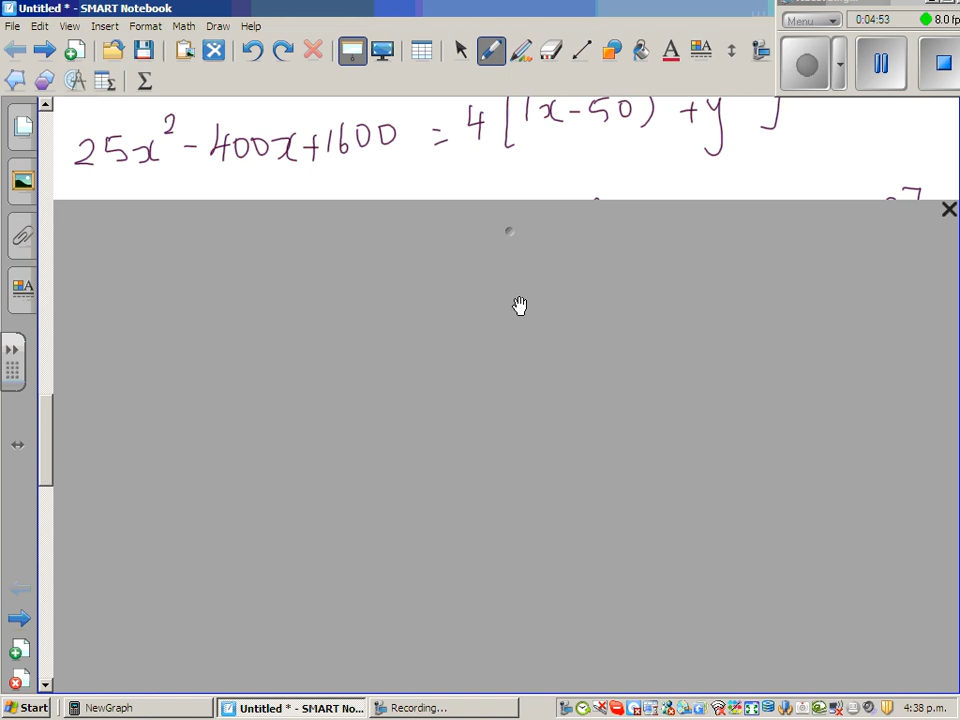 Untitled * - SMART Notebook
File Edit View Insert Format Math Draw Help
Menu 0:04:53 8.0 fp
25x² - 400x + 1600 = 4[(x-50) + y ]
Start NewGraph Untitled * - SMART No... Recording... 4:38 p.m.